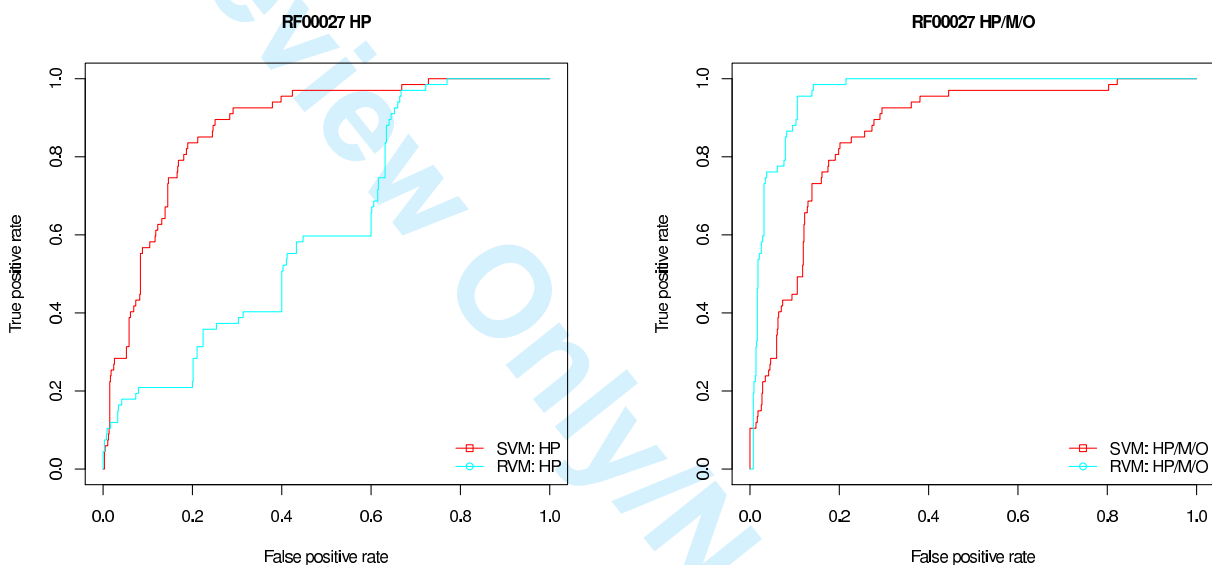 RF00027 HP
1.0
0.8
0.6
0.4
0.2
0.0
True positive rate
0.0 0.2 0.4 0.6 0.8 1.0
False positive rate
SVM: HP
RVM: HP
RF00027 HP/M/O
1.0
0.8
0.6
0.4
0.2
0.0
True positive rate
0.0 0.2 0.4 0.6 0.8 1.0
False positive rate
SVM: HP/M/O
RVM: HP/M/O
view Only/N